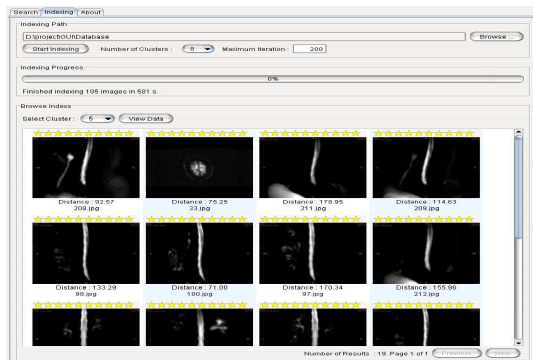 Search Indexing About
Indexing Path
D:\project\GUI\Database Browse ...
Start Indexing Number of Clusters : 8 Maximum Iteration : 200
Indexing Progress
0%
Finished indexing 195 images in 581 s.
Browse Indexs
Select Cluster : 5 View Data
Distance : 92.57 Distance : 75.25 Distance : 178.95 Distance : 114.63
208.jpg 33.jpg 211.jpg 209.jpg
Distance : 133.29 Distance : 71.00 Distance : 170.34 Distance : 155.96
98.jpg 100.jpg 97.jpg 212.jpg
Number of Results : 19. Page 1 of 1 Previous Next